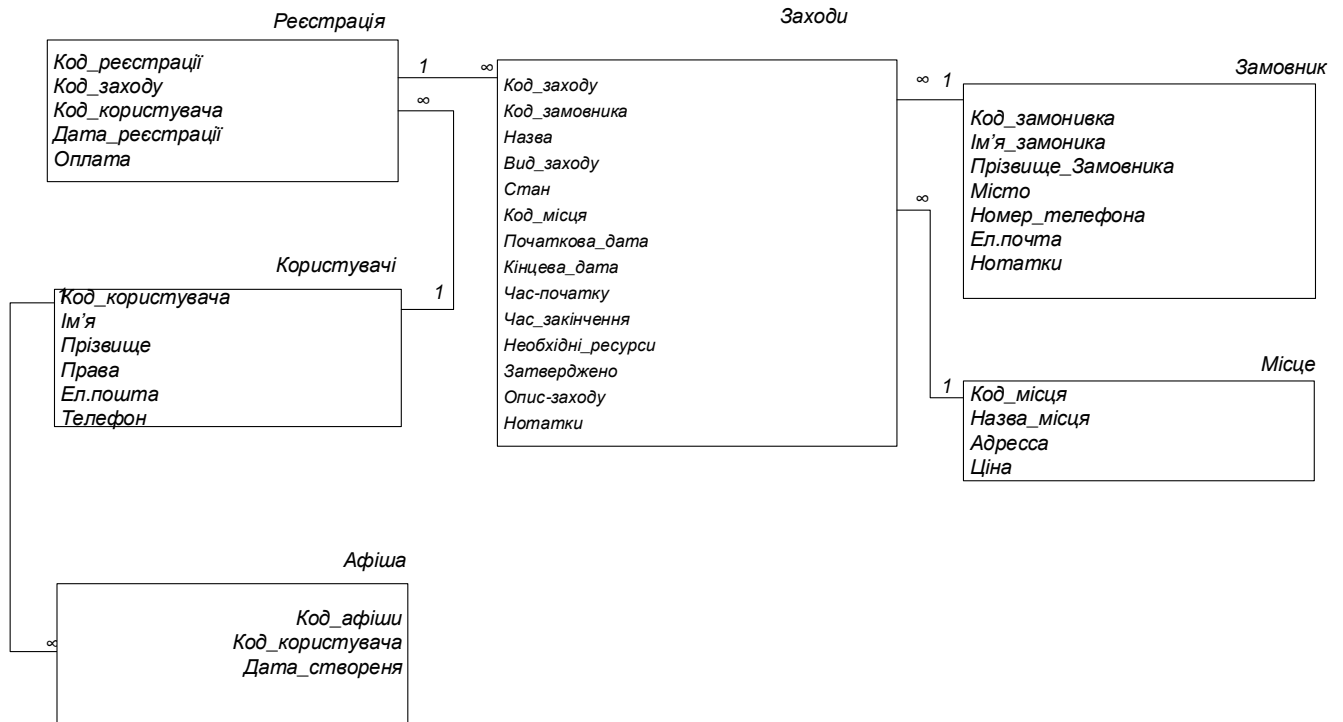 Реєстрація
Код_реєстрації
Код_заходу
Код_користувача
Дата_реєстрації
Оплата
1
∞
∞
Заходи
Код_заходу
Код_замовника
Назва
Вид_заходу
Стан
Код_місця
Початкова_дата
Кінцева_дата
Час-початку
Час_закінчення
Необхідні_ресурси
Затверджено
Опис-заходу
Нотатки
∞
1
∞
1
Замовник
Код_замонивка
Ім’я_замоника
Прізвище_Замовника
Місто
Номер_телефона
Ел.почта
Нотатки
Користувачі
1
Код_користувача
Ім’я
Прізвище
Права
Ел.пошта
Телефон
1
Місце
Код_місця
Назва_місця
Адресса
Ціна
Афіша
Код_афіши
Код_користувача
Дата_створеня
∞